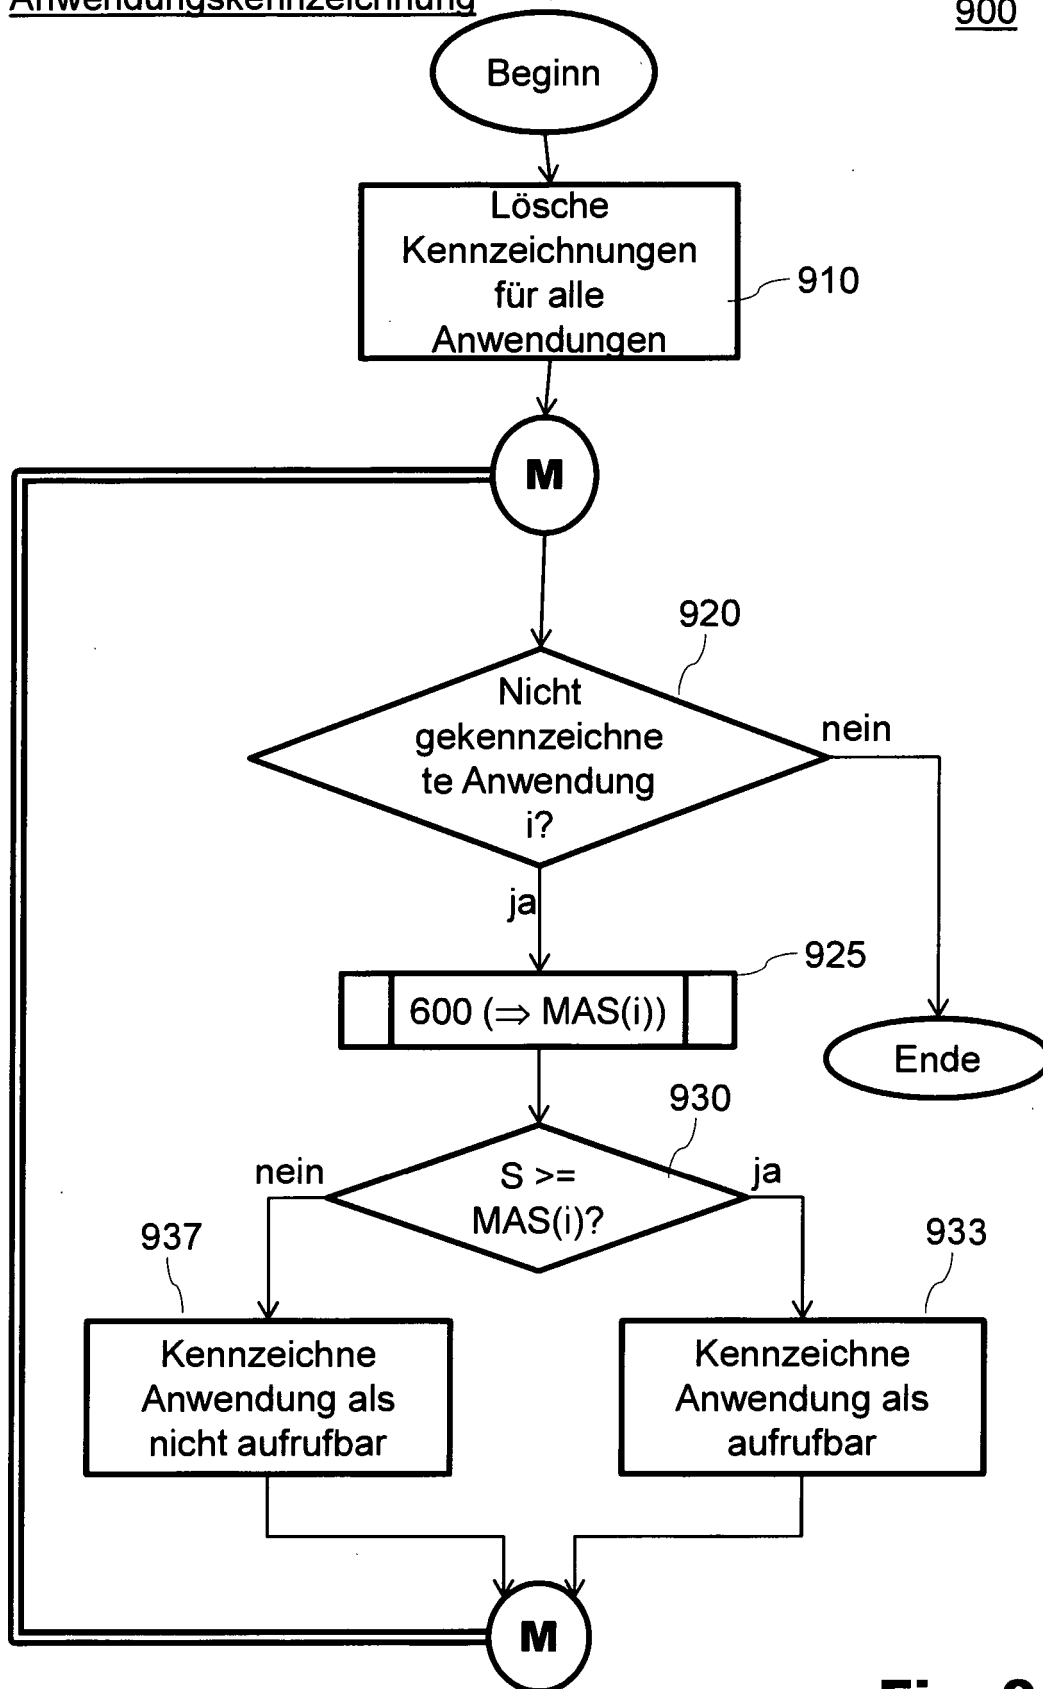 Anwendungskennzeichnung
900
Beginn
Lösche
Kennzeichnungen
für alle
Anwendungen
910
M
920
Nicht
gekennzeichne
te Anwendung
i?
nein
ja
925
600 (⇒ MAS(i))
Ende
930
nein
S >=
MAS(i)?
ja
937
933
Kennzeichne
Anwendung als
nicht aufrufbar
Kennzeichne
Anwendung als
aufrufbar
M